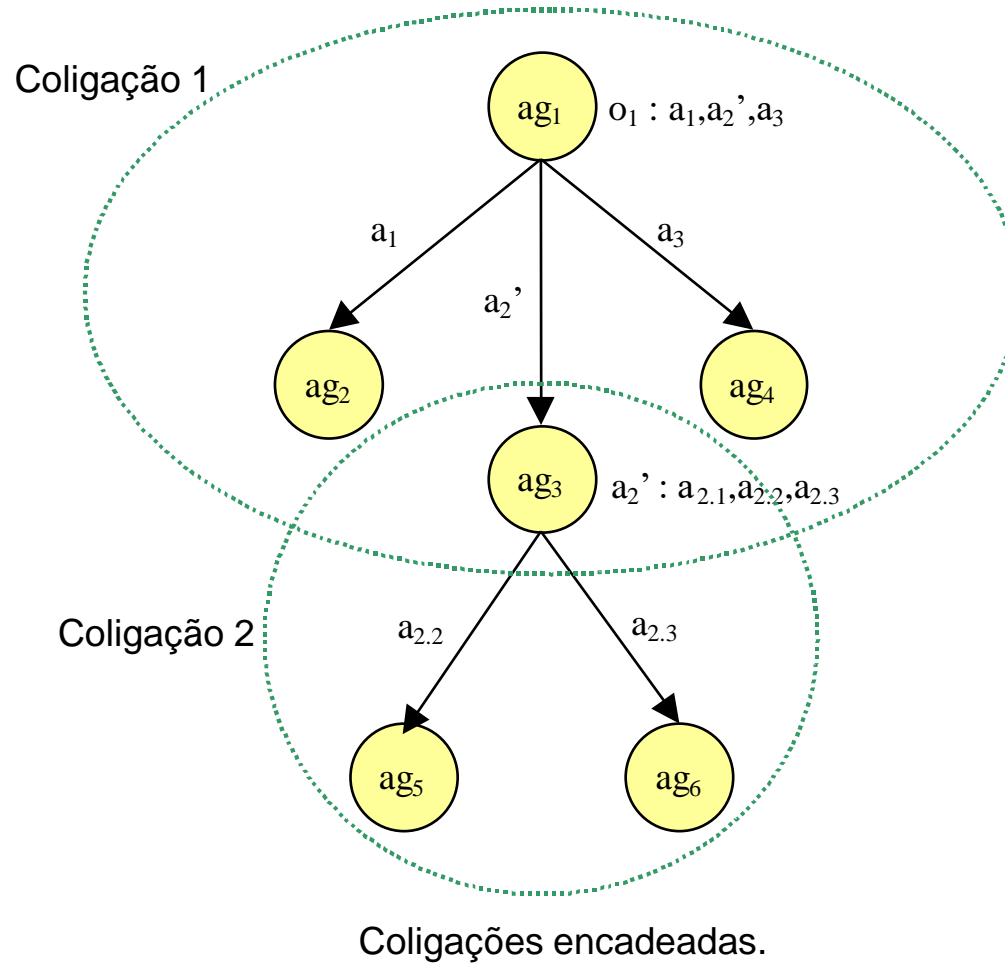 Coligação 1
ag₁
o₁ : a₁,a₂’,a₃
a₁
a₃
a₂’
ag₂
ag₄
ag₃
a₂’ : a₂.₁,a₂.₂,a₂.₃
Coligação 2
a₂.₂
a₂.₃
ag₅
ag₆
Coligações encadeadas.